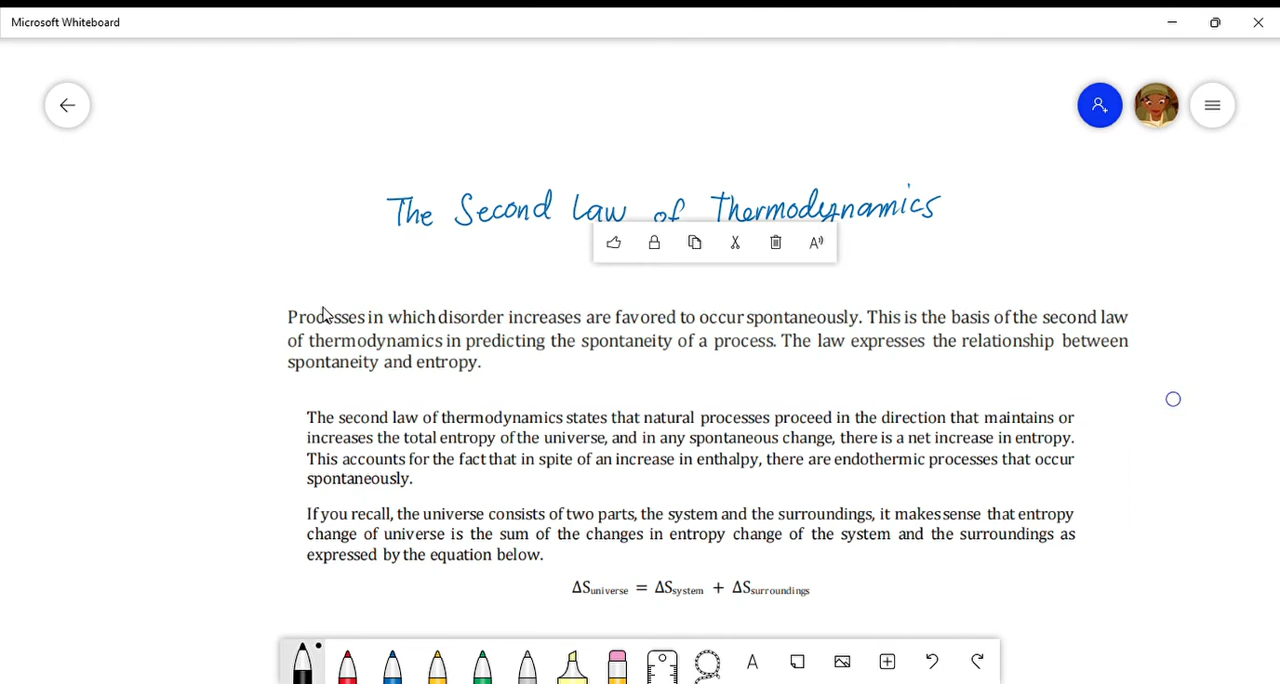 Microsoft Whiteboard
The Second Law of Thermodynamics
Processes in which disorder increases are favored to occur spontaneously. This is the basis of the second law
of thermodynamics in predicting the spontaneity of a process. The law expresses the relationship between
spontaneity and entropy.
The second law of thermodynamics states that natural processes proceed in the direction that maintains or
increases the total entropy of the universe, and in any spontaneous change, there is a net increase in entropy.
This accounts for the fact that in spite of an increase in enthalpy, there are endothermic processes that occur
spontaneously.
If you recall, the universe consists of two parts, the system and the surroundings, it makes sense that entropy
change of universe is the sum of the changes in entropy change of the system and the surroundings as
expressed by the equation below.
ΔSuniverse = ΔSsystem + ΔSsurroundings